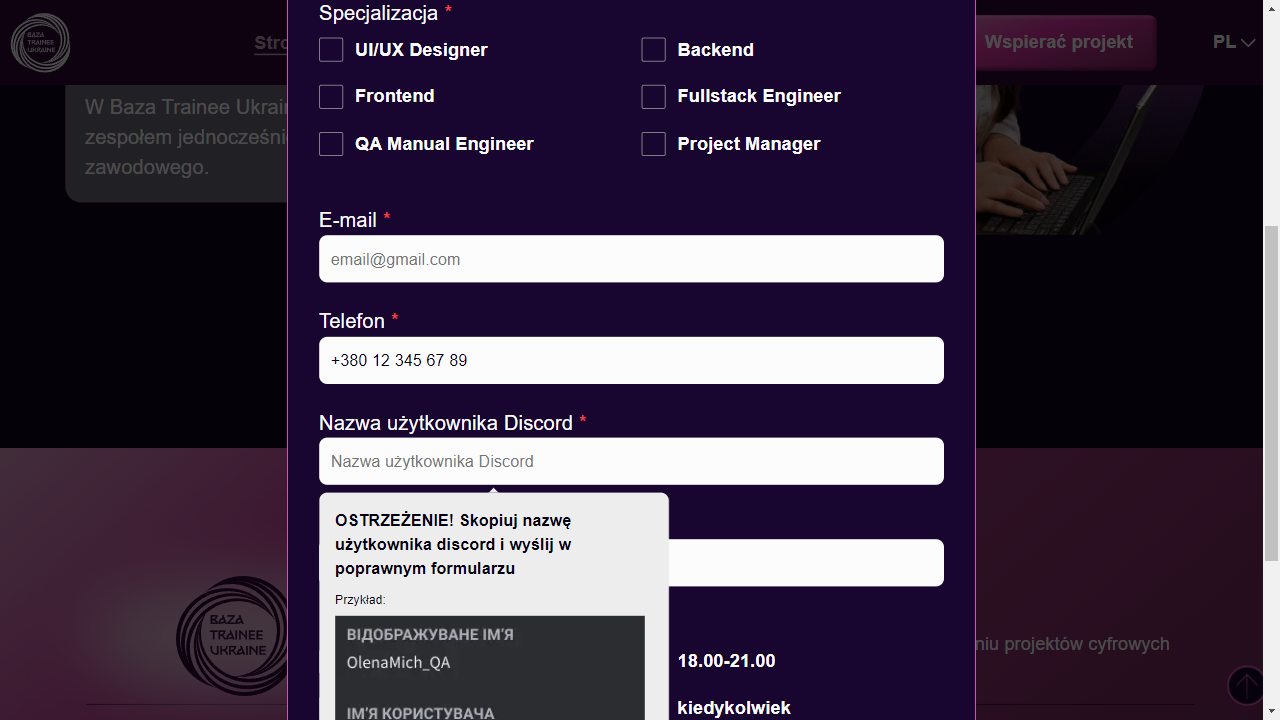 BAZA
TRAINEE
UKRAINE
Stro
Wspierać projekt
PL
W Baza Trainee Ukrain
zespołem jednocześni
zawodowego.
Specjalizacja *
UI/UX Designer
Backend
Frontend
Fullstack Engineer
QA Manual Engineer
Project Manager
E-mail *
email@gmail.com
Telefon *
+380 12 345 67 89
Nazwa użytkownika Discord *
Nazwa użytkownika Discord
OSTRZEŻENIE! Skopiuj nazwę
użytkownika discord i wyślij w
poprawnym formularzu
Przykład:
ВІДОБРАЖУВАНЕ ІМ'Я
OlenaMich_QA
ІМ'Я КОРИСТУВАЧА
18.00-21.00
kiedykolwiek
BAZA
TRAINEE
UKRAINE
niu projektów cyfrowych